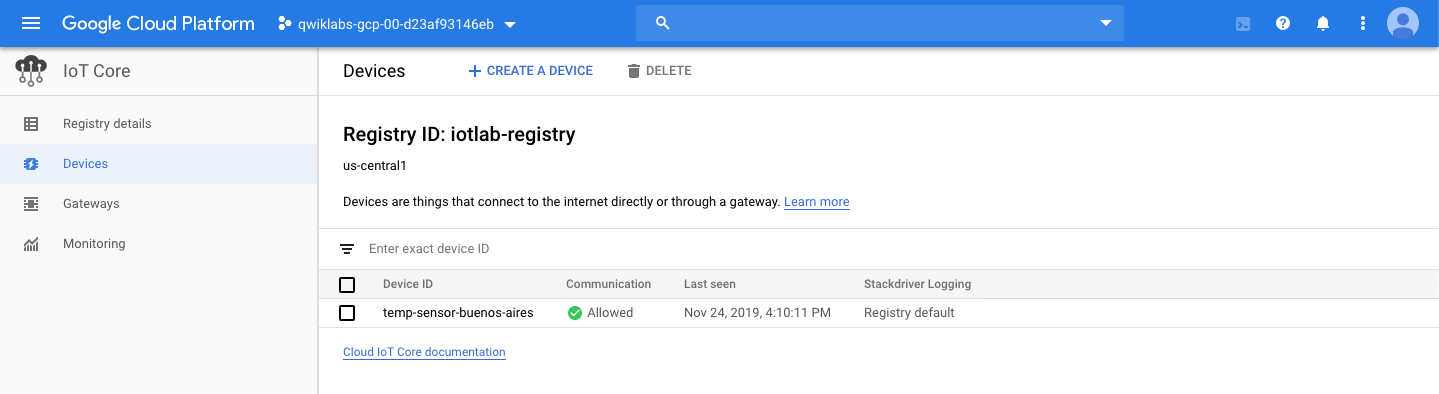 Google Cloud Platform qwiklabs-gcp-00-d23af93146eb
IoT Core
Devices CREATE A DEVICE DELETE
Registry details
Devices
Gateways
Monitoring
Registry ID: iotlab-registry
us-central1
Devices are things that connect to the internet directly or through a gateway. Learn more
Enter exact device ID
Device ID Communication Last seen Stackdriver Logging
temp-sensor-buenos-aires Allowed Nov 24, 2019, 4:10:11 PM Registry default
Cloud IoT Core documentation